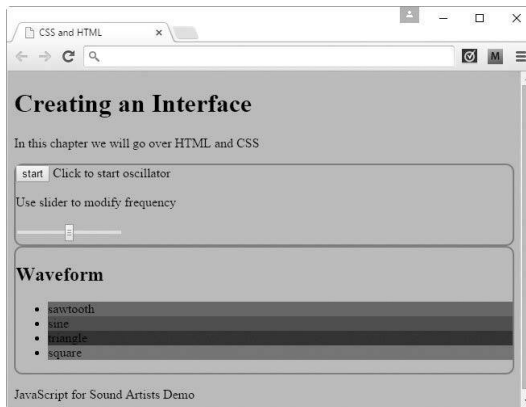 CSS and HTML
M
Creating an Interface
In this chapter we will go over HTML and CSS
start Click to start oscillator
Use slider to modify frequency
Waveform
sawtooth
sine
triangle
square
JavaScript for Sound Artists Demo